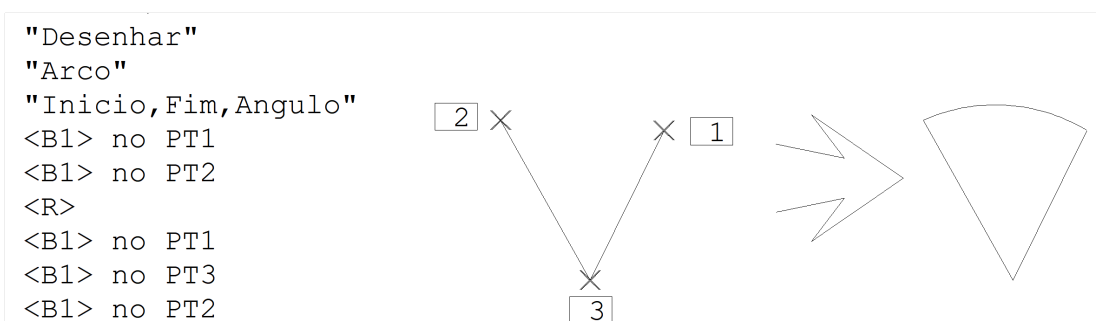 "Desenhar"
"Arco"
"Inicio,Fim,Angulo"
<B1> no PT1
<B1> no PT2
<R>
<B1> no PT1
<B1> no PT3
<B1> no PT2
2
1
3